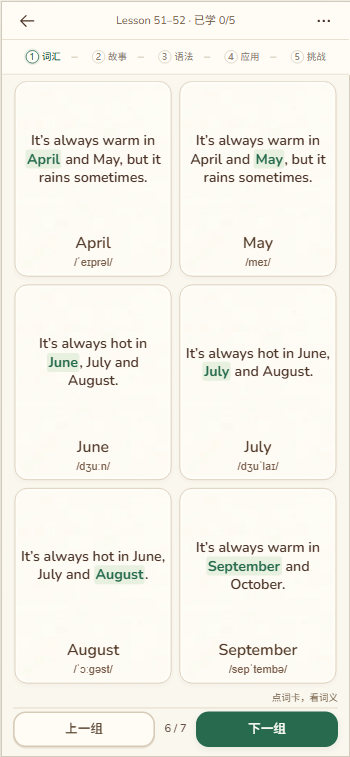 Lesson 51–52 · 已学 0/5
1 词汇 – 2 故事 – 3 语法 – 4 应用 – 5 挑战
It's always warm in
April and May, but it
rains sometimes.
April
/ˈeɪprəl/
It's always warm in
April and May, but it
rains sometimes.
May
/meɪ/
It's always hot in
June, July and
August.
June
/dʒuːn/
It's always hot in June,
July and August.
July
/dʒuˈlaɪ/
It's always hot in June,
July and August.
August
/ˈɔːɡəst/
It's always warm in
September and
October.
September
/sepˈtembə/
点词卡，看词义
上一组 6 / 7 下一组